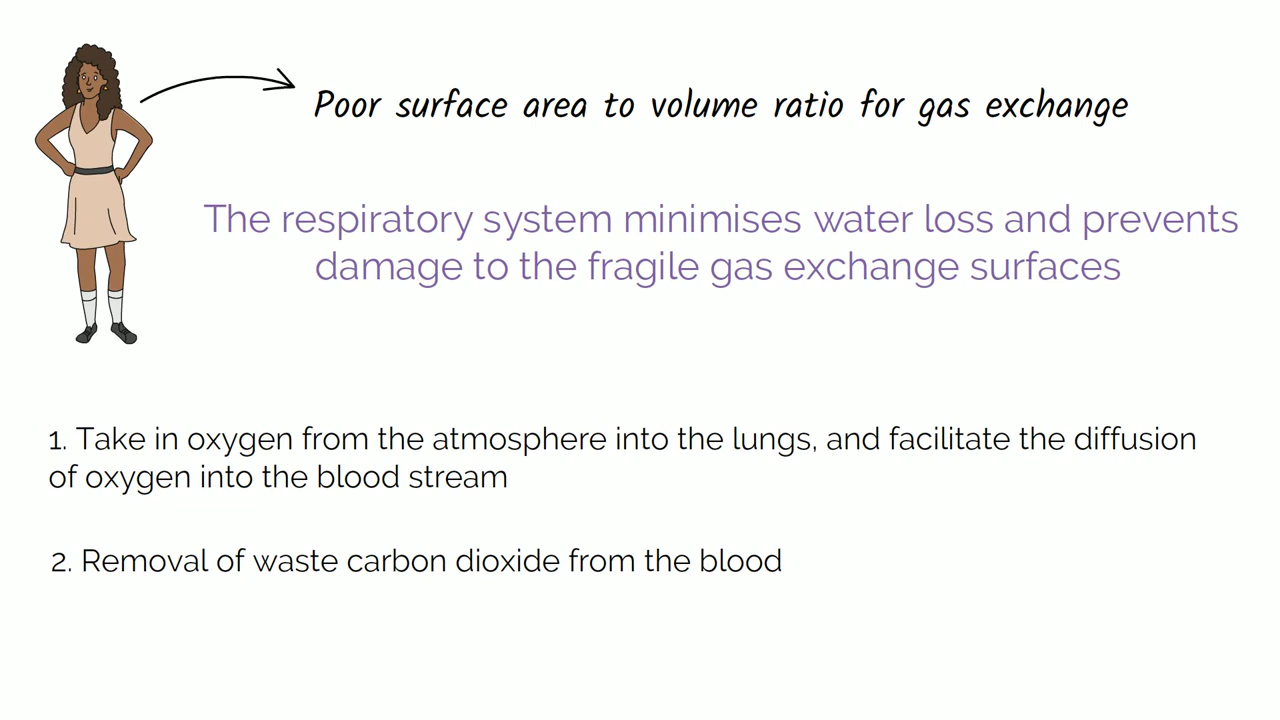 Poor surface area to volume ratio for gas exchange
The respiratory system minimises water loss and prevents
damage to the fragile gas exchange surfaces
1. Take in oxygen from the atmosphere into the lungs, and facilitate the diffusion
of oxygen into the blood stream
2. Removal of waste carbon dioxide from the blood